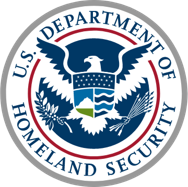 U.S. DEPARTMENT OF
HOMELAND SECURITY